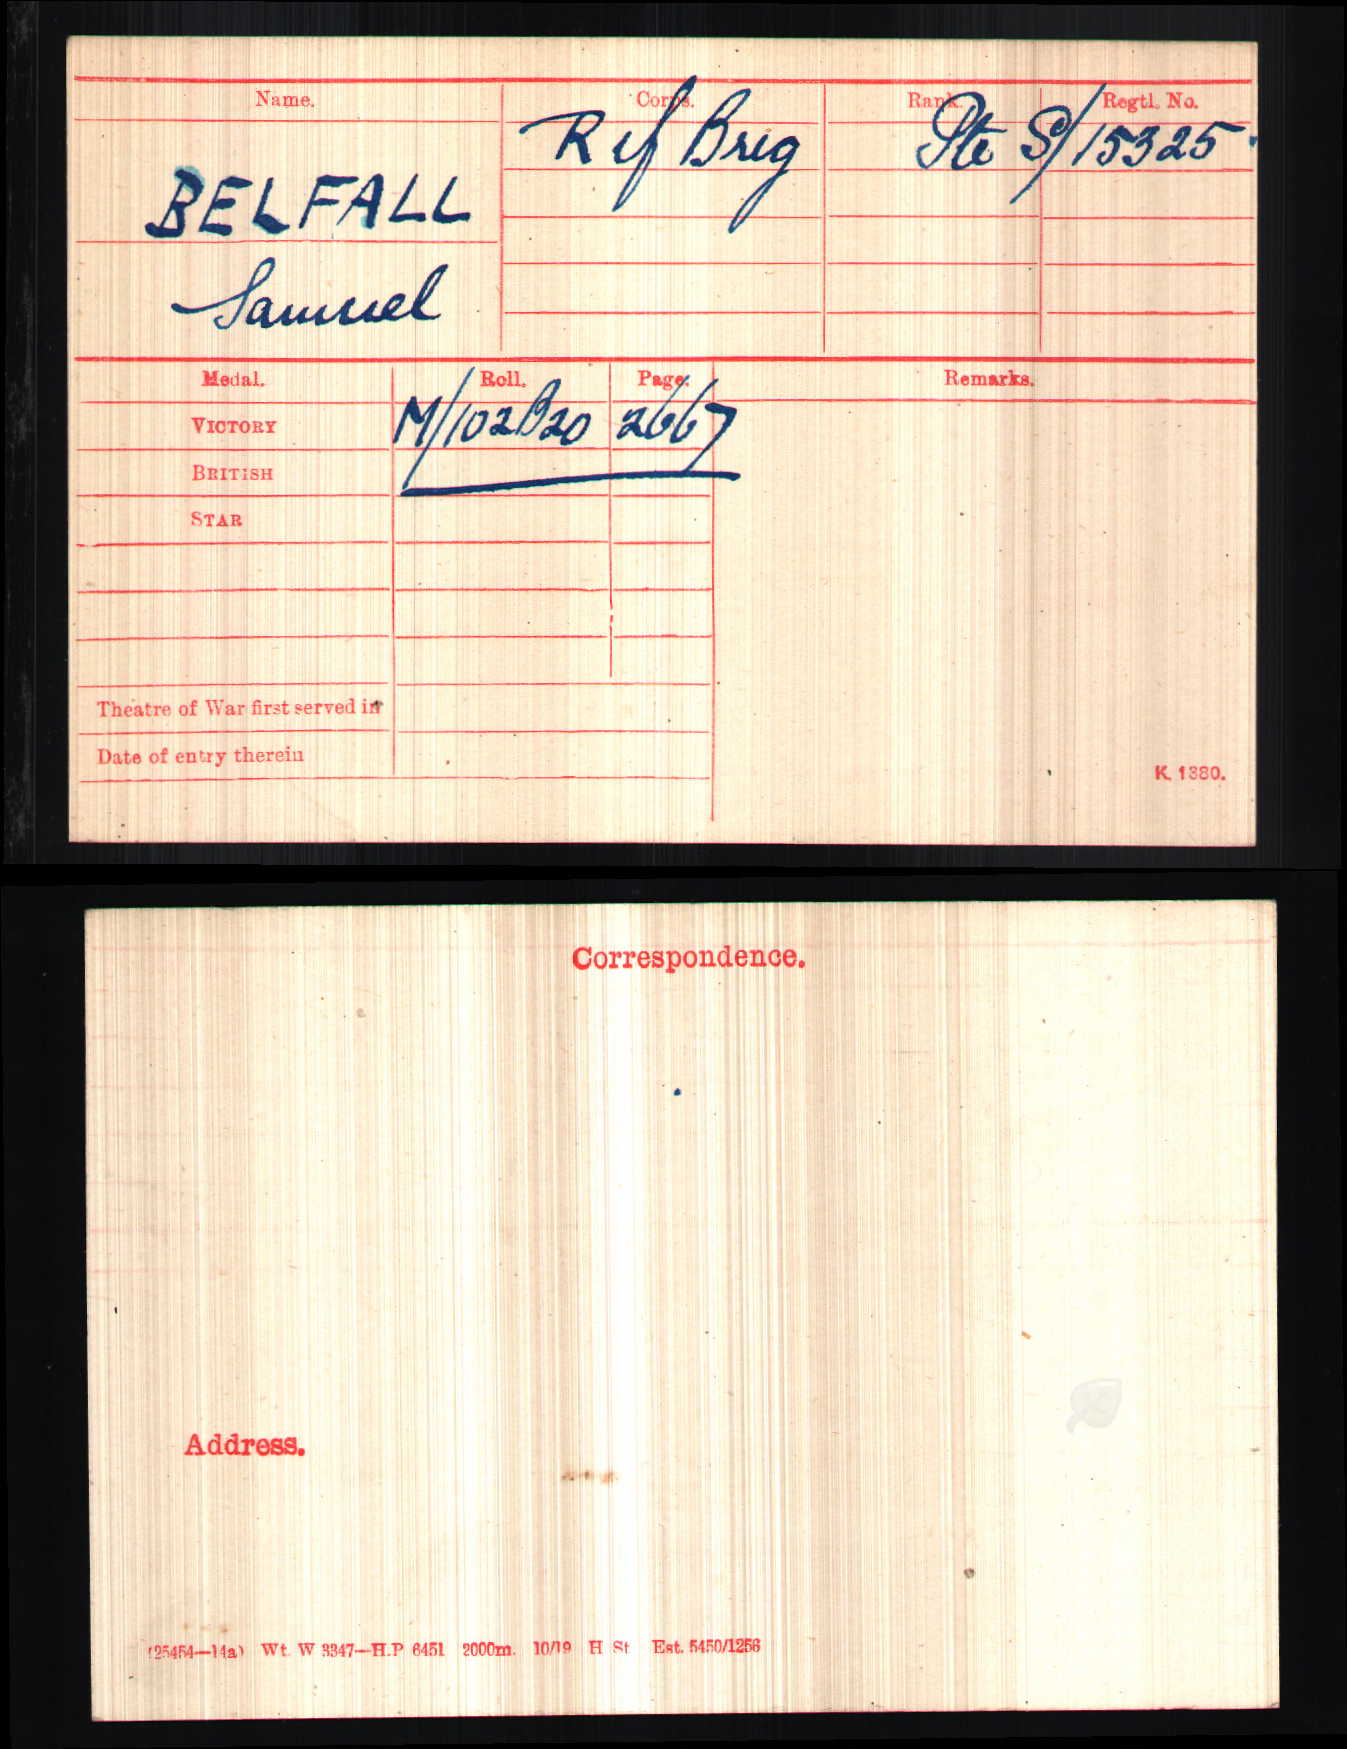 Name. Corps. Rank. Regtl. No.
Rif Brig Pte S/15325
BELFALL
Samuel
Medal. Roll. Page. Remarks.
VICTORY M/102B20 2667
BRITISH
STAR
Theatre of War first served in
Date of entry therein
K. 1380.
Correspondence.
Address.
(25454—14a) Wt. W 3347—H.P 6451 2000m. 10/19 H St Est. 5450/1256